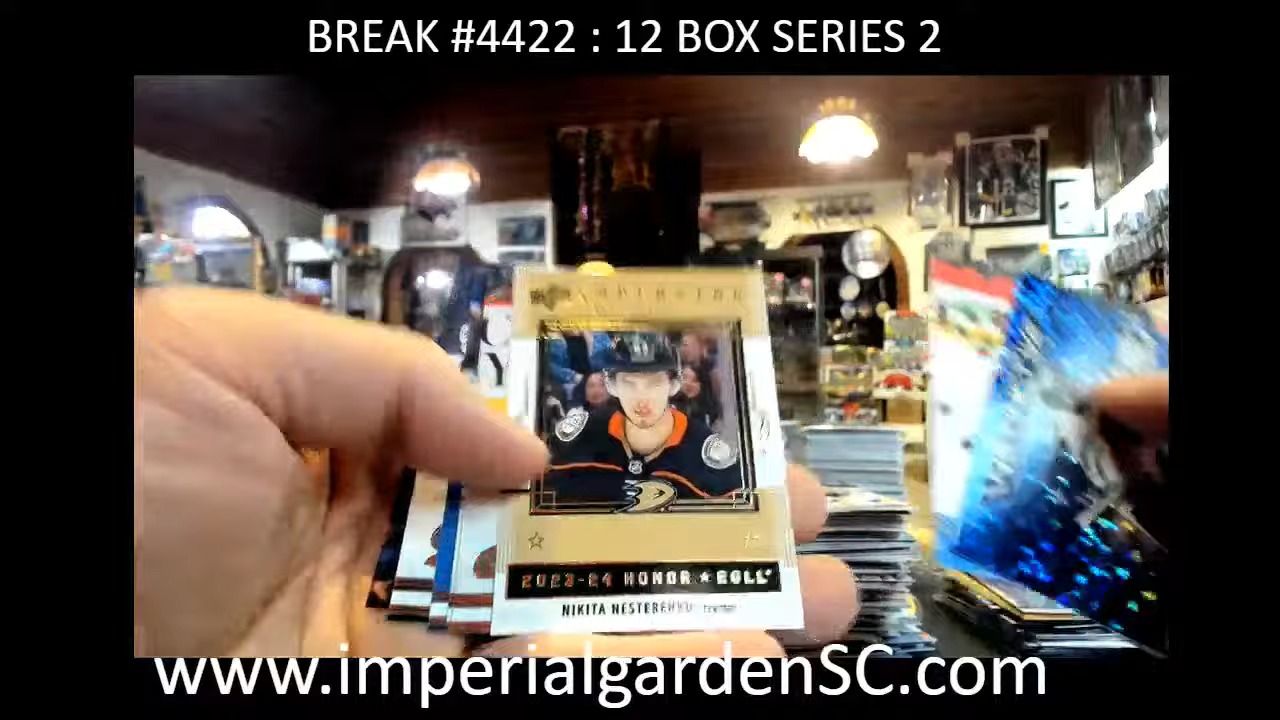 BREAK #4422 : 12 BOX SERIES 2
2023-24 HONOR ★ ROLL
NIKITA NESTERENKO
www.imperialgardenSC.com